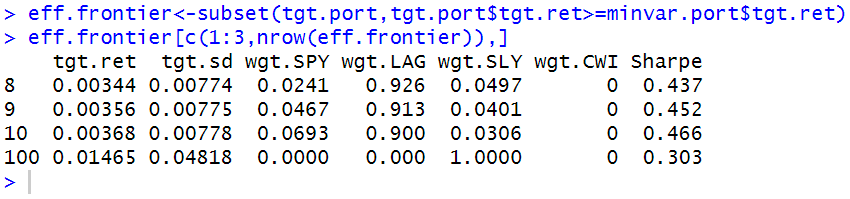 > eff.frontier<-subset(tgt.port,tgt.port$tgt.ret>=minvar.port$tgt.ret)
> eff.frontier[c(1:3,nrow(eff.frontier)),]
    tgt.ret  tgt.sd wgt.SPY wgt.LAG wgt.SLY wgt.CWI Sharpe
8   0.00344 0.00774  0.0241   0.926  0.0497       0  0.437
9   0.00356 0.00775  0.0467   0.913  0.0401       0  0.452
10  0.00368 0.00778  0.0693   0.900  0.0306       0  0.466
100 0.01465 0.04818  0.0000   0.000  1.0000       0  0.303
>